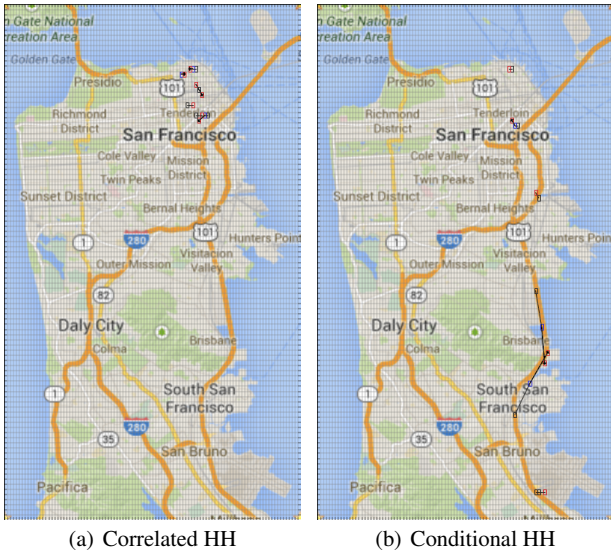 n Gate National
creation Area
Golden Gate
Presidio
101
Richmond
District
Tenderloin
San Francisco
Cole Valley
Mission
District
Twin Peaks
Sunset District
Bernal Heights
101
1
280
Hunters Poin
Visitacion
Valley
Outer Mission
82
Daly City
Colma
Brisbane
South San
Francisco
1
280
35
San Bruno
Pacifica
(a) Correlated HH
n Gate National
reation Area
Golden Gate
Presidio
101
Richmond
District
Tenderloin
San Francisco
Cole Valley
Mission
District
Twin Peaks
Sunset District
Bernal Heights
101
1
280
Hunters Point
Visitacion
Valley
Outer Mission
82
Daly City
Colma
Brisbane
South San
Francisco
1
280
35
San Bruno
Pacifica
(b) Conditional HH